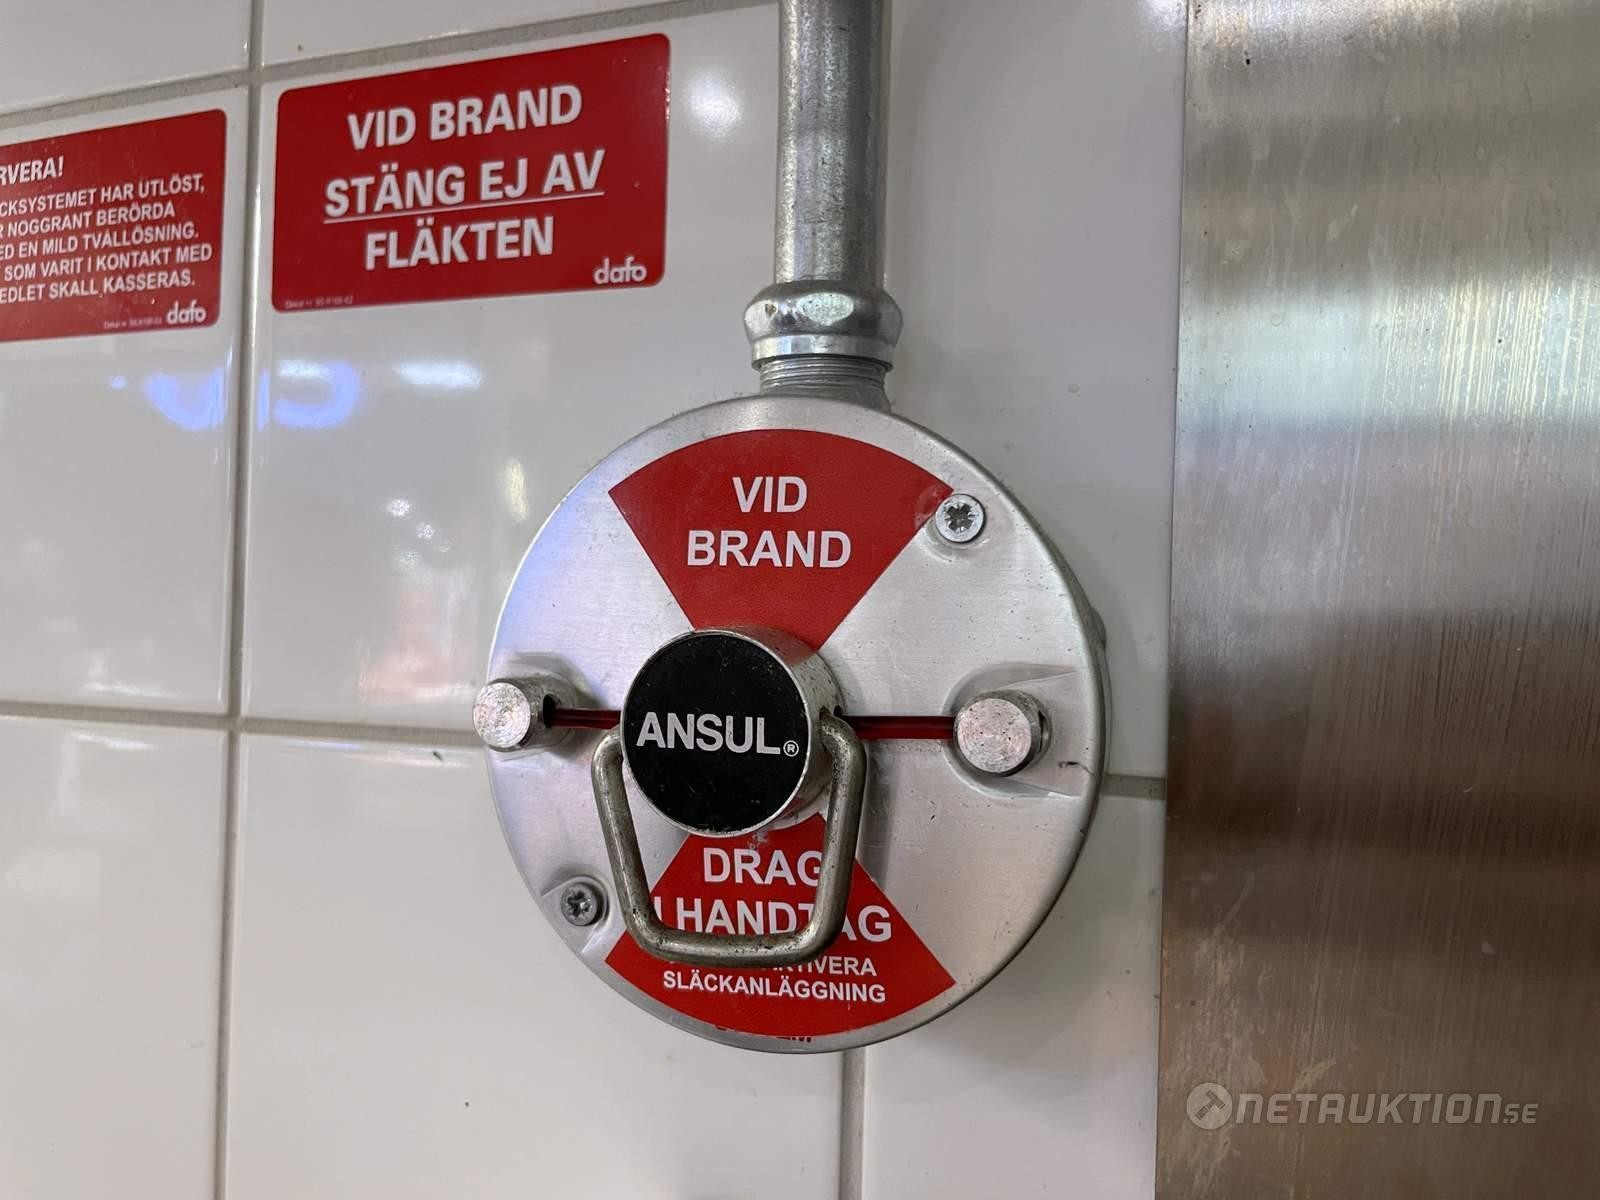 RVERA!
CKSYSTEMET HAR UTLÖST,
R NOGGRANT BERÖRDA
ED EN MILD TVÅLLÖSNING.
SOM VARIT I KONTAKT MED
EDLET SKALL KASSERAS.
dafo
VID BRAND
STÄNG EJ AV
FLÄKTEN
dafo
VID
BRAND
ANSUL®
DRAG
I HANDTAG
AKTIVERA
SLÄCKANLÄGGNING
NETAUKTION.SE